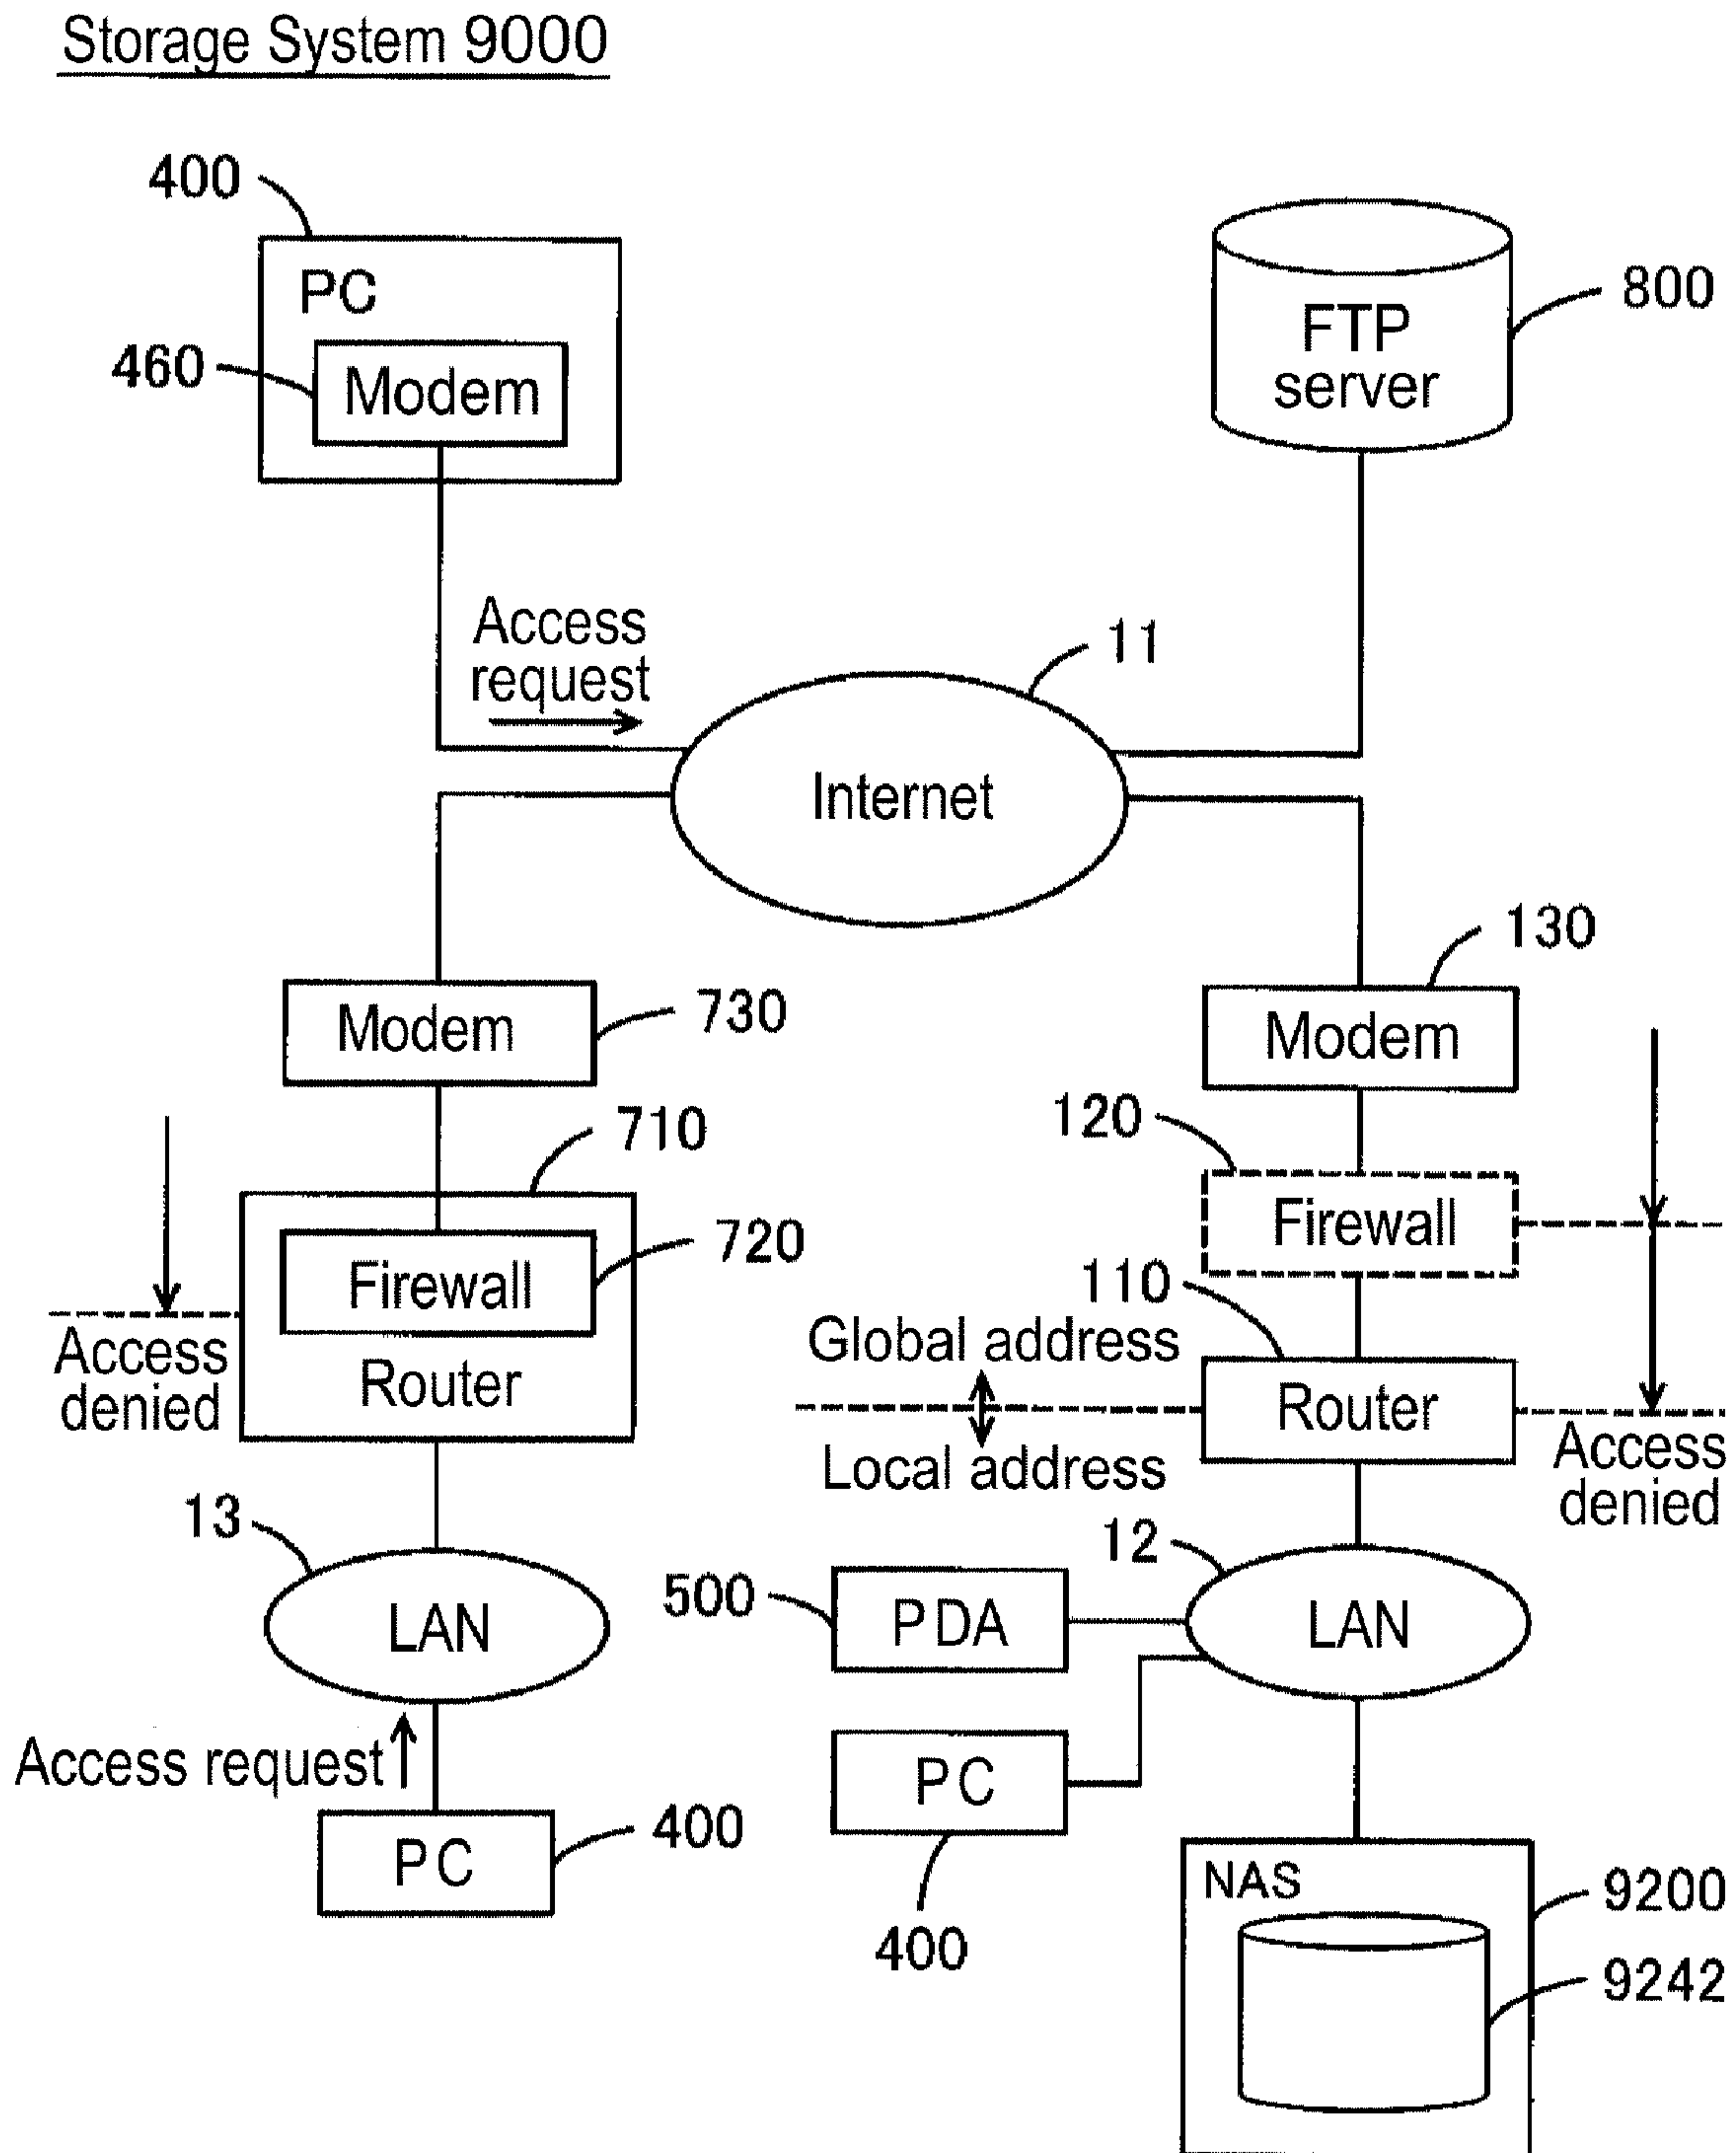 Storage System 9000
400
PC
460
Modem
FTP
server
800
Access
request
11
Internet
130
Modem
730
Modem
120
710
Firewall
720
Firewall
110
Global address
Access
denied
Router
Router
Local address
Access
denied
13
12
500
PDA
LAN
LAN
Access request
PC
PC
400
400
NAS
9200
9242